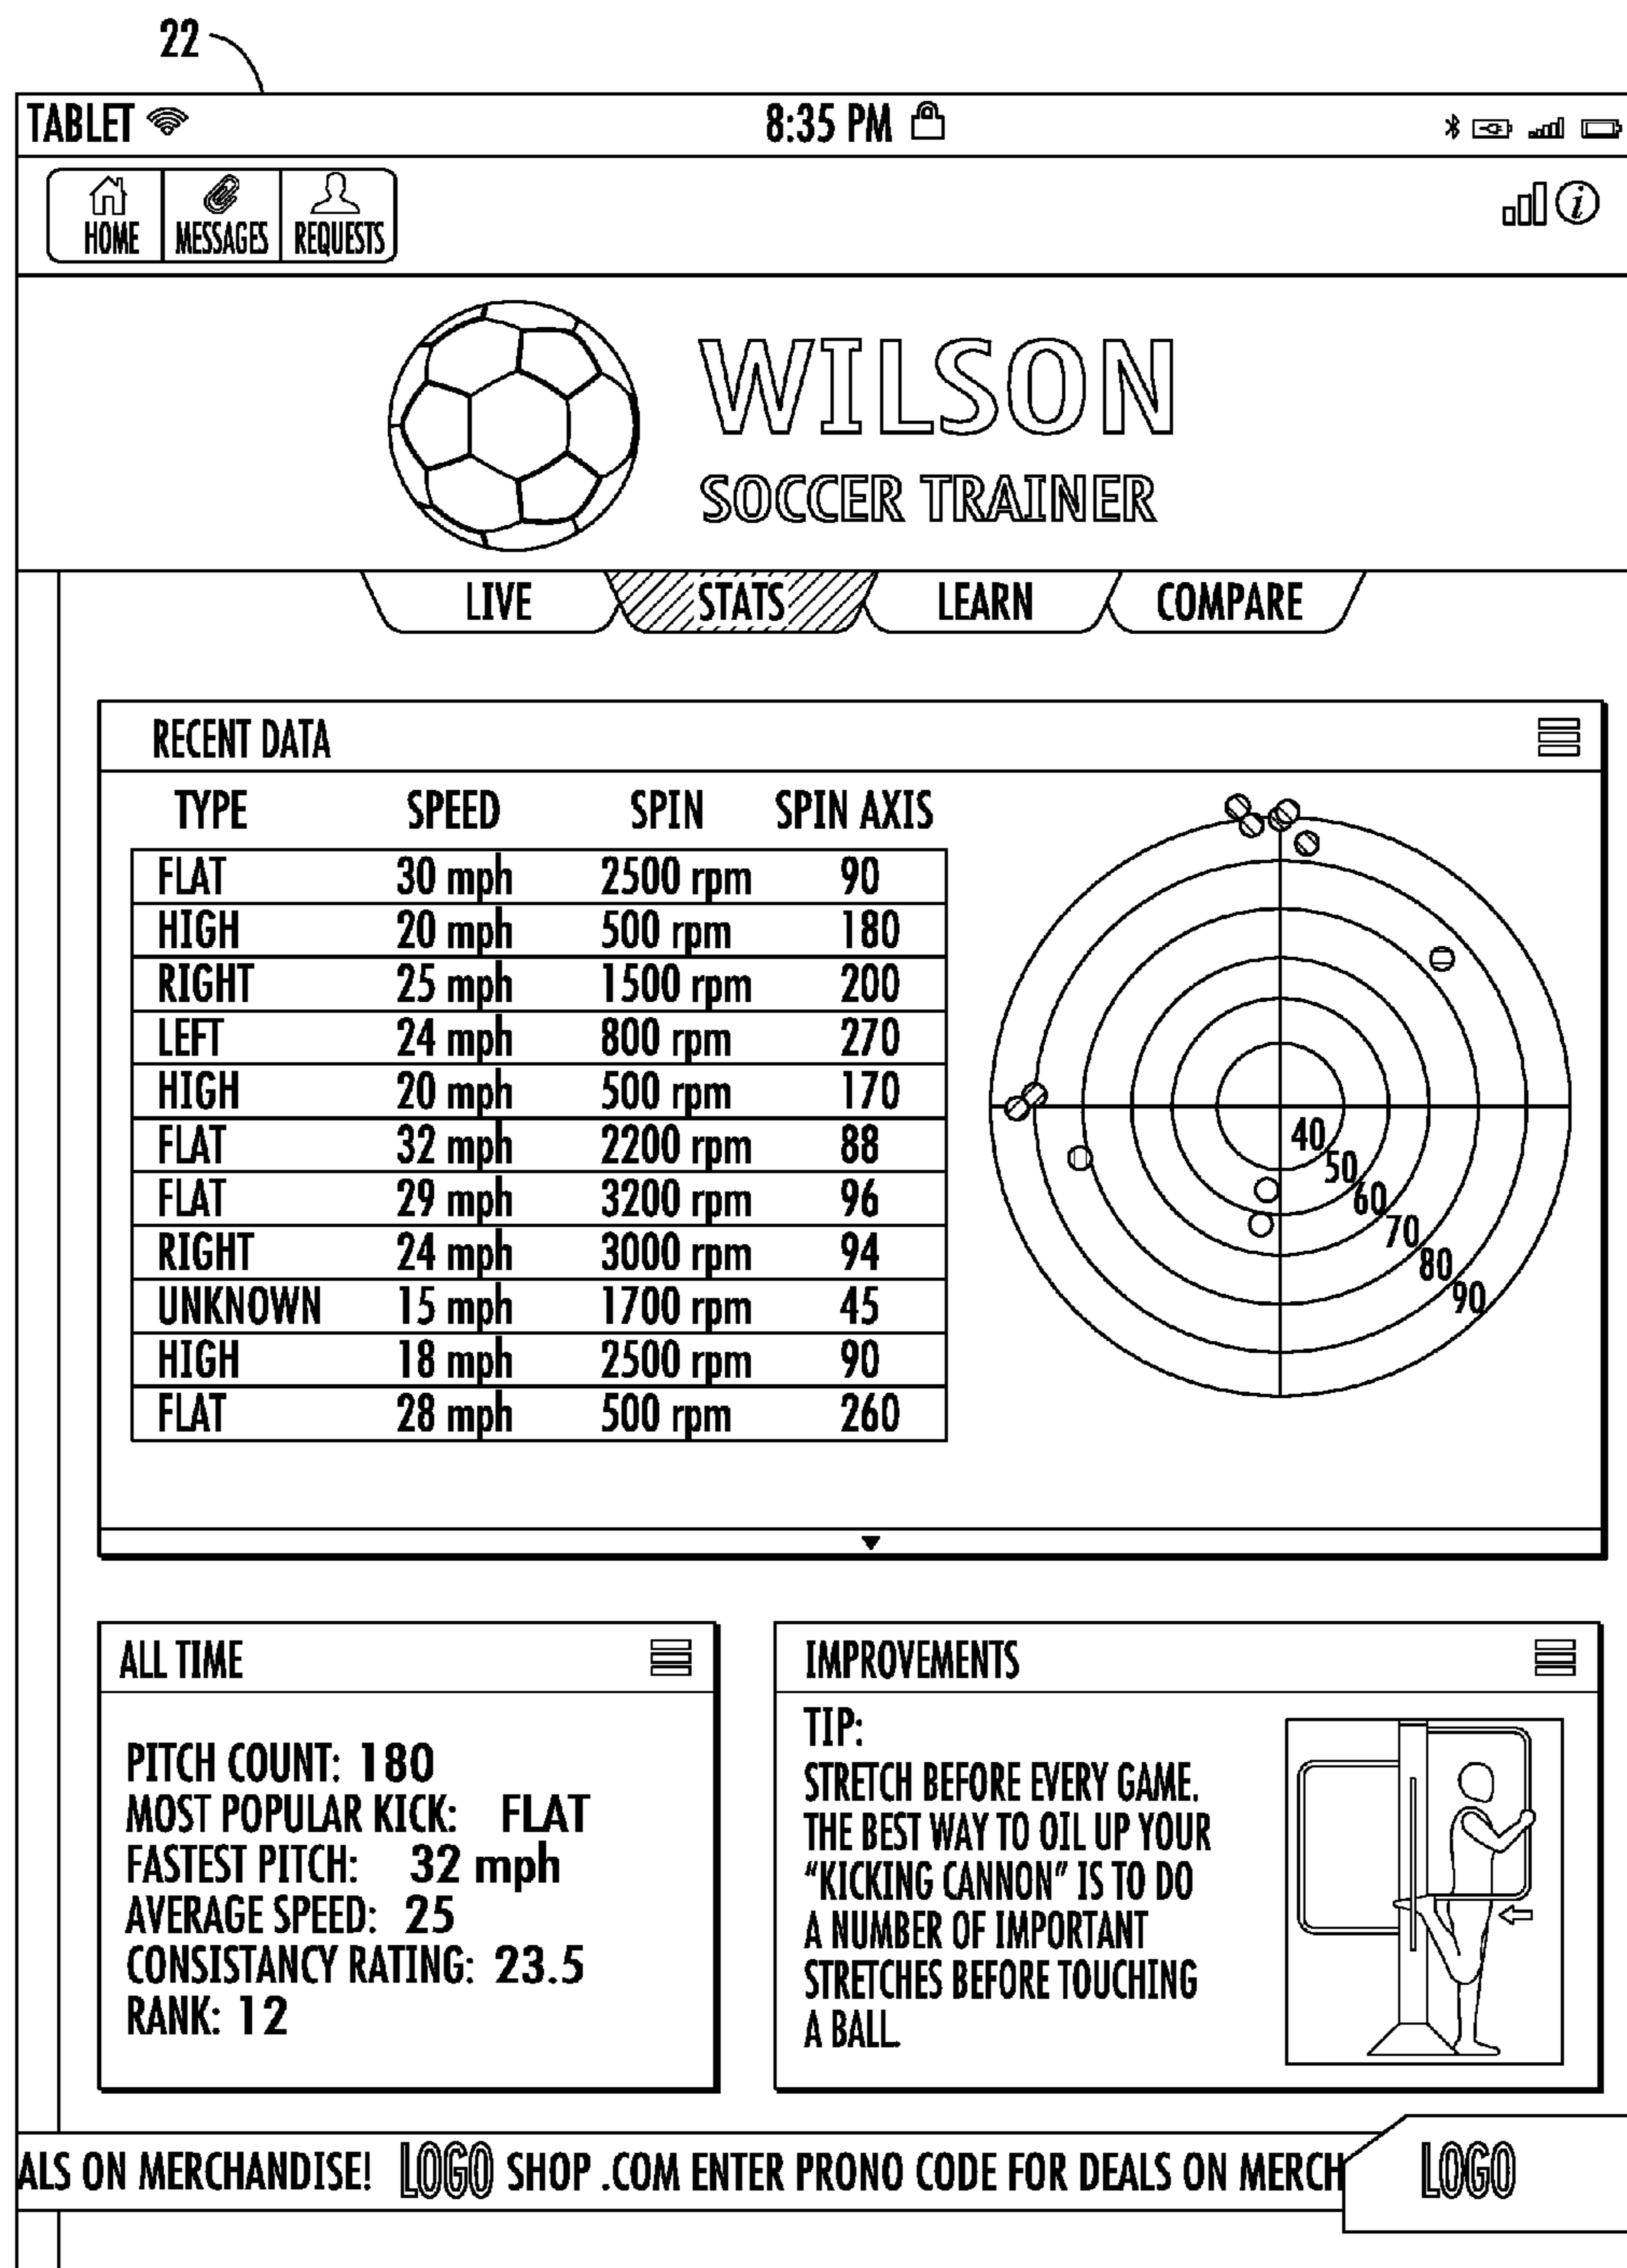 22
TABLET 8:35 PM
HOME MESSAGES REQUESTS i
WILSON
SOCCER TRAINER
LIVE STATS LEARN COMPARE
RECENT DATA
TYPE SPEED SPIN SPIN AXIS
FLAT 30 mph 2500 rpm 90
HIGH 20 mph 500 rpm 180
RIGHT 25 mph 1500 rpm 200
LEFT 24 mph 800 rpm 270
HIGH 20 mph 500 rpm 170
FLAT 32 mph 2200 rpm 88
FLAT 29 mph 3200 rpm 96
RIGHT 24 mph 3000 rpm 94
UNKNOWN 15 mph 1700 rpm 45
HIGH 18 mph 2500 rpm 90
FLAT 28 mph 500 rpm 260
40
50
60
70
80
90
ALL TIME
PITCH COUNT: 180
MOST POPULAR KICK: FLAT
FASTEST PITCH: 32 mph
AVERAGE SPEED: 25
CONSISTANCY RATING: 23.5
RANK: 12
IMPROVEMENTS
TIP:
STRETCH BEFORE EVERY GAME.
THE BEST WAY TO OIL UP YOUR
“KICKING CANNON” IS TO DO
A NUMBER OF IMPORTANT
STRETCHES BEFORE TOUCHING
A BALL.
ALS ON MERCHANDISE! LOGO SHOP .COM ENTER PRONO CODE FOR DEALS ON MERCH LOGO